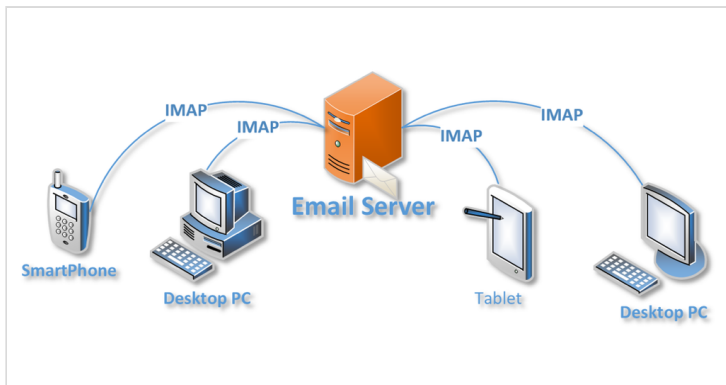 IMAP
IMAP
IMAP
IMAP
Email Server
SmartPhone
Desktop PC
Tablet
Desktop PC